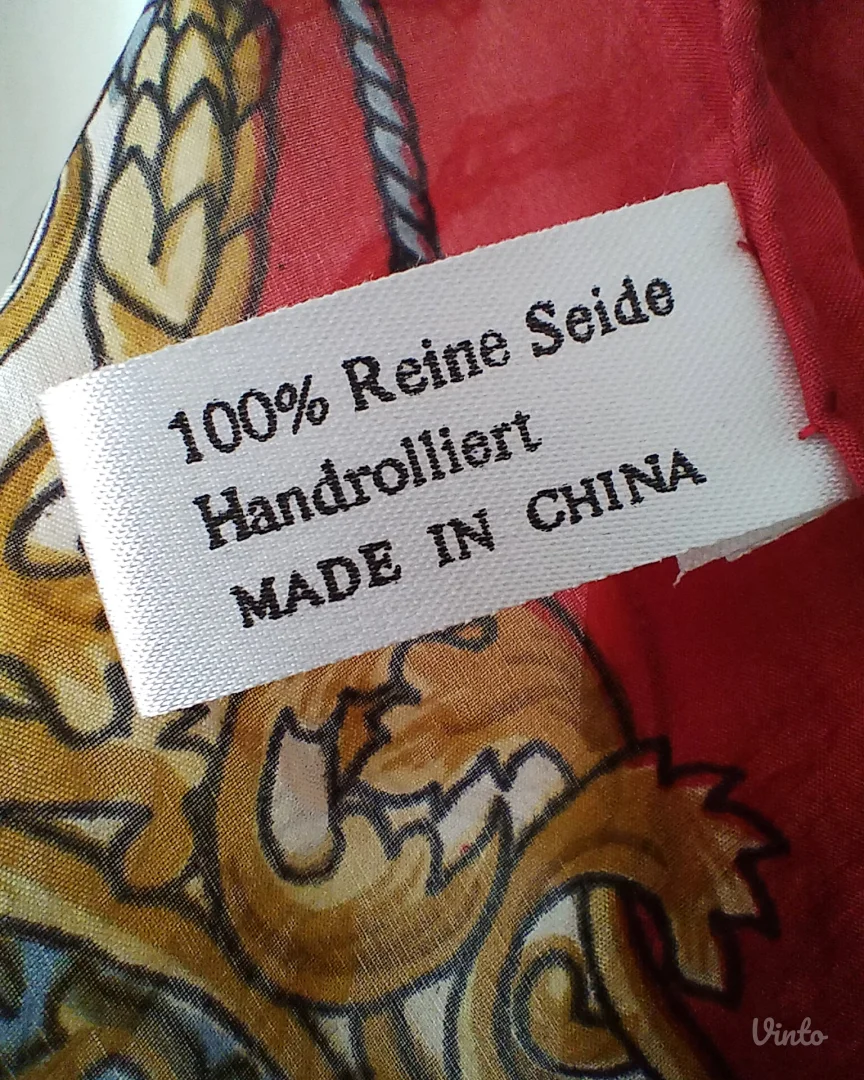 100% Reine Seide
Handrolliert
MADE IN CHINA
Vinto